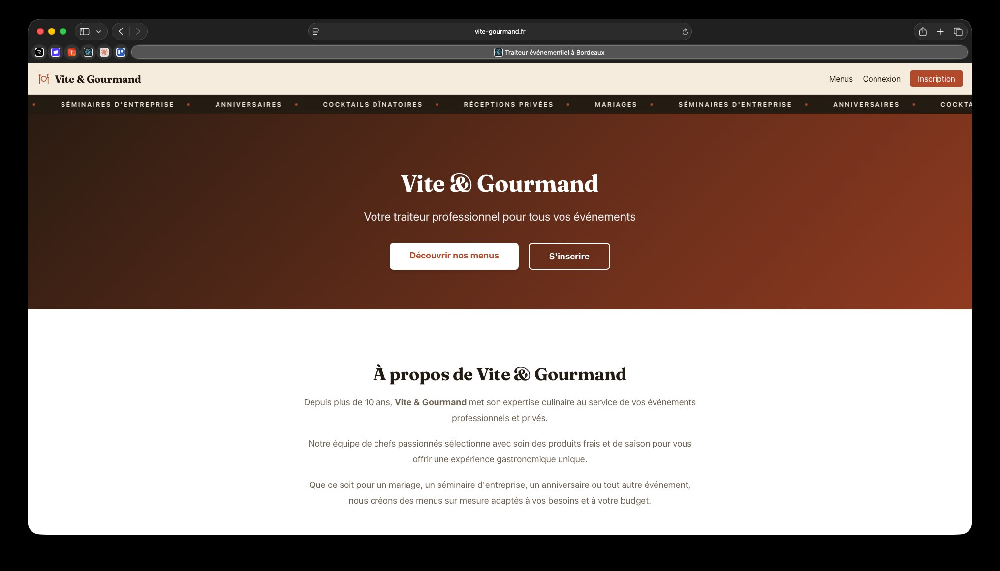 vite-gourmand.fr
Traiteur événementiel à Bordeaux
Vite & Gourmand
Menus Connexion Inscription
SÉMINAIRES D'ENTREPRISE • ANNIVERSAIRES • COCKTAILS DÎNATOIRES • RÉCEPTIONS PRIVÉES • MARIAGES • SÉMINAIRES D'ENTREPRISE • ANNIVERSAIRES • COCKTA
Vite & Gourmand
Votre traiteur professionnel pour tous vos événements
Découvrir nos menus S'inscrire
À propos de Vite & Gourmand
Depuis plus de 10 ans, Vite & Gourmand met son expertise culinaire au service de vos événements
professionnels et privés.
Notre équipe de chefs passionnés sélectionne avec soin des produits frais et de saison pour vous
offrir une expérience gastronomique unique.
Que ce soit pour un mariage, un séminaire d'entreprise, un anniversaire ou tout autre événement,
nous créons des menus sur mesure adaptés à vos besoins et à votre budget.